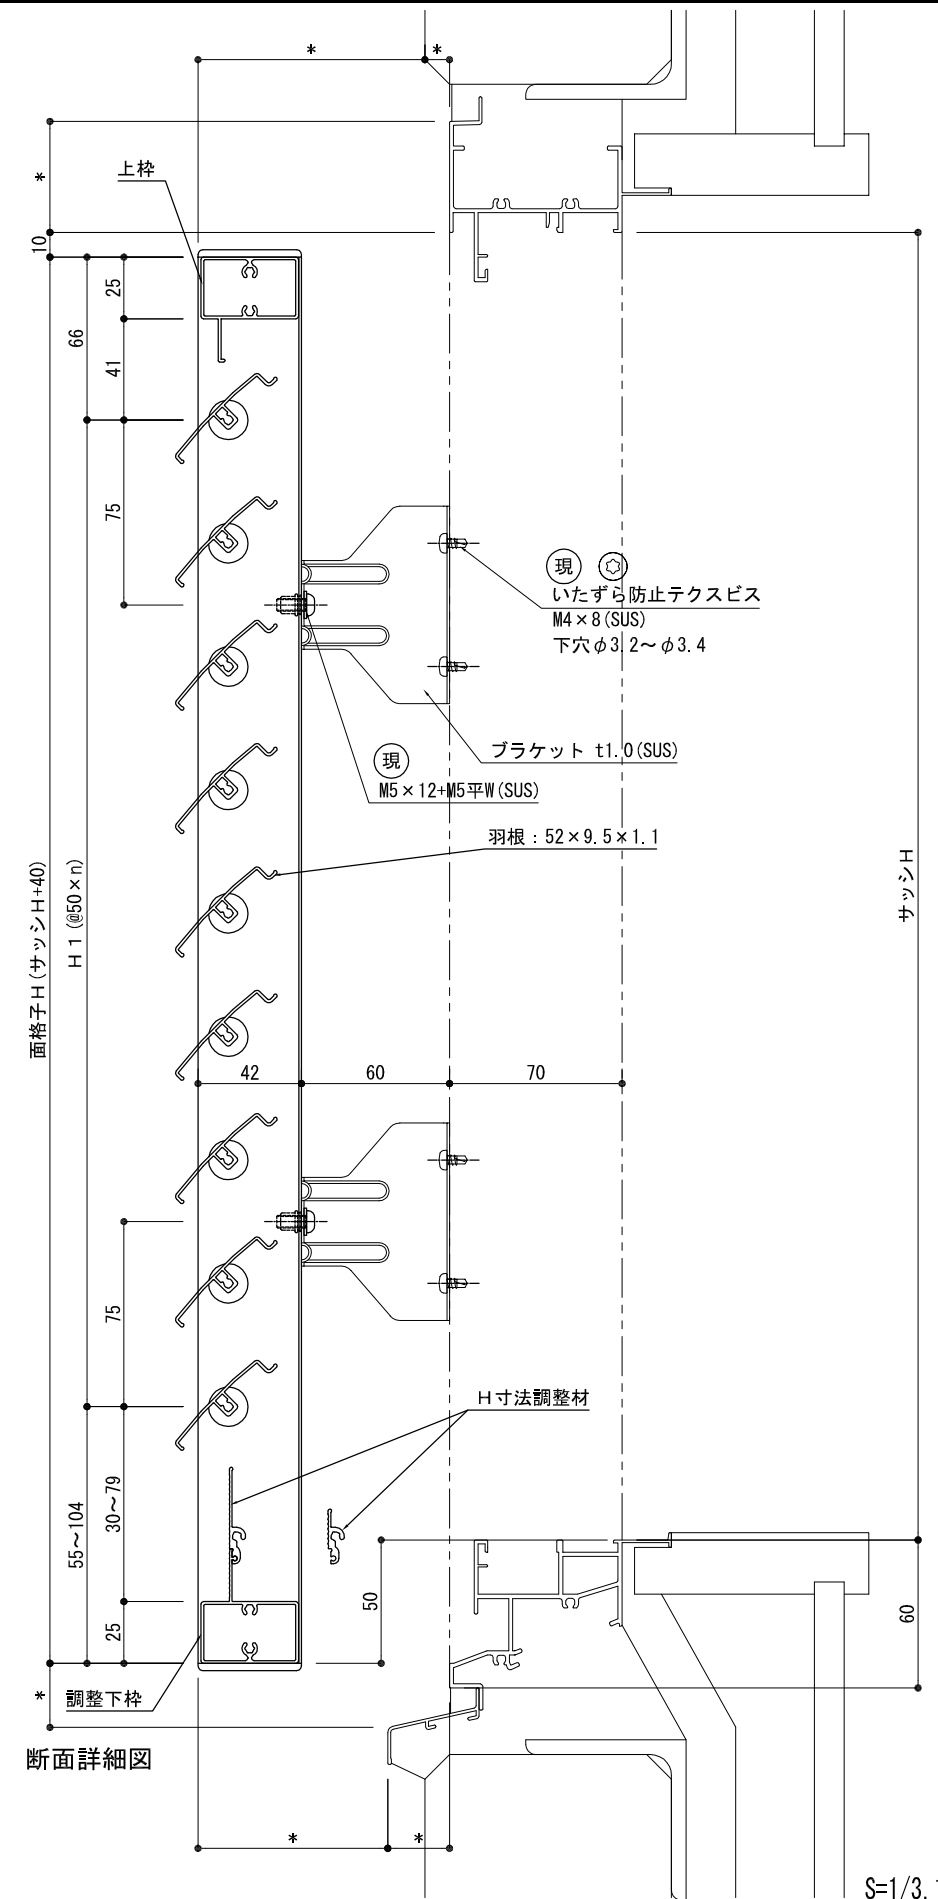 *
*
*
上枠
10
25
66
41
75
現
いたずら防止テクスビス
M4×8(SUS)
下穴φ3.2～φ3.4
ブラケット t1.0(SUS)
現
M5×12+M5平W(SUS)
羽根：52×9.5×1.1
サッシH
面格子H(サッシH+40)
H1(@50×n)
42
60
70
75
H寸法調整材
30～79
55～104
50
25
60
*
調整下枠
断面詳細図
*
*